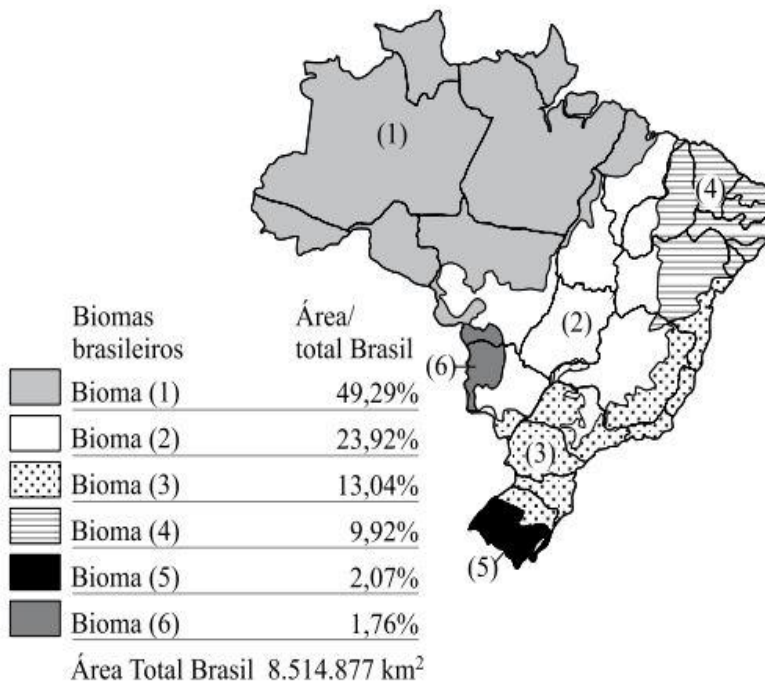 (1)
(4)
(2)
(6)
(3)
(5)
Biomas brasileiros
Área/ total Brasil
Bioma (1) 49,29%
Bioma (2) 23,92%
Bioma (3) 13,04%
Bioma (4) 9,92%
Bioma (5) 2,07%
Bioma (6) 1,76%
Área Total Brasil 8.514.877 km²